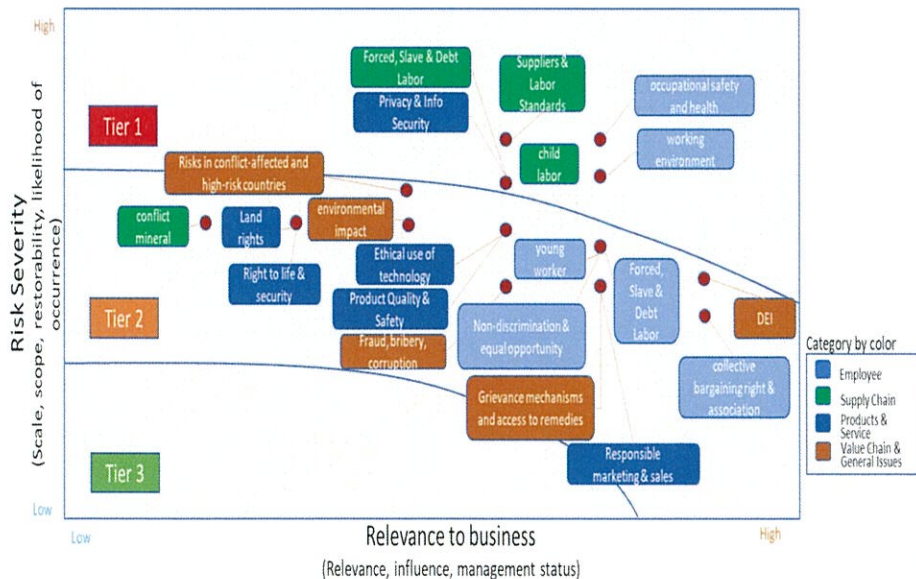 High
Risk Severity
(Scale, scope, restorability, likelihood of
occurrence)
Low
Tier 1
Tier 2
Tier 3
Forced, Slave & Debt
Labor
Privacy & Info
Security
Suppliers &
Labor
Standards
occupational safety
and health
child
labor
working
environment
Risks in conflict-affected and
high-risk countries
conflict
mineral
Land
rights
environmental
impact
Right to life &
security
Ethical use of
technology
young
worker
Forced,
Slave &
Debt
Labor
Product Quality &
Safety
DEI
Fraud, bribery,
corruption
Non-discrimination &
equal opportunity
collective
bargaining right &
association
Grievance mechanisms
and access to remedies
Responsible
marketing & sales
Category by color
Employee
Supply Chain
Products &
Service
Value Chain &
General Issues
Low
Relevance to business
High
(Relevance, influence, management status)